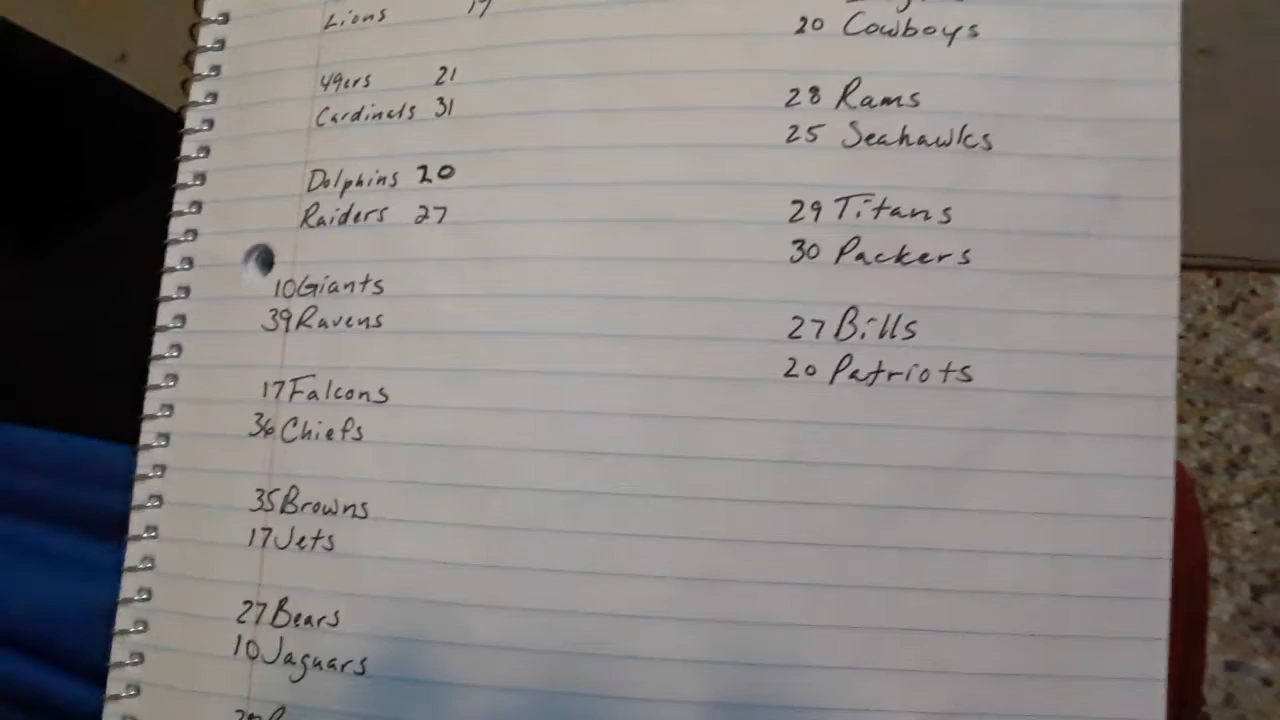 Lions 19
49ers 21
Cardinals 31
Dolphins 20
Raiders 27
10 Giants
39 Ravens
17 Falcons
36 Chiefs
35 Browns
17 Jets
27 Bears
10 Jaguars
20 Cowboys
28 Rams
25 Seahawks
29 Titans
30 Packers
27 Bills
20 Patriots